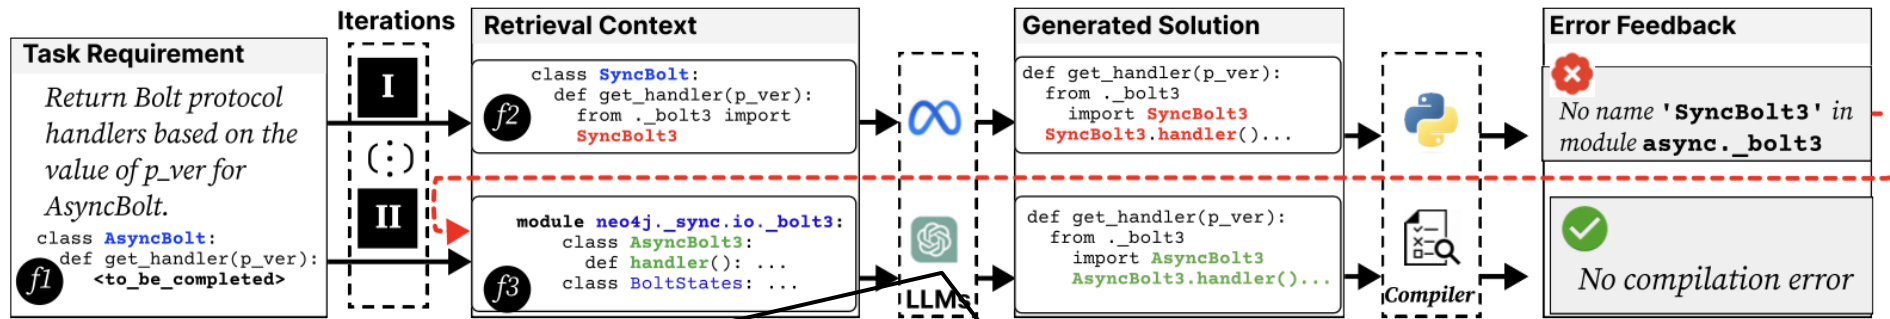 Task Requirement
Return Bolt protocol
handlers based on the
value of p_ver for
AsyncBolt.
class AsyncBolt:
def get_handler(p_ver):
<to_be_completed>
f1
Iterations
I
(:)
II
Retrieval Context
class SyncBolt:
def get_handler(p_ver):
from ._bolt3 import
SyncBolt3
f2
module neo4j._sync.io._bolt3:
class AsyncBolt3:
def handler(): ...
class BoltStates: ...
f3
LLMs
Generated Solution
def get_handler(p_ver):
from ._bolt3
import SyncBolt3
SyncBolt3.handler()...
def get_handler(p_ver):
from ._bolt3
import AsyncBolt3
AsyncBolt3.handler()...
Compiler
Error Feedback
No name 'SyncBolt3' in
module async._bolt3
No compilation error